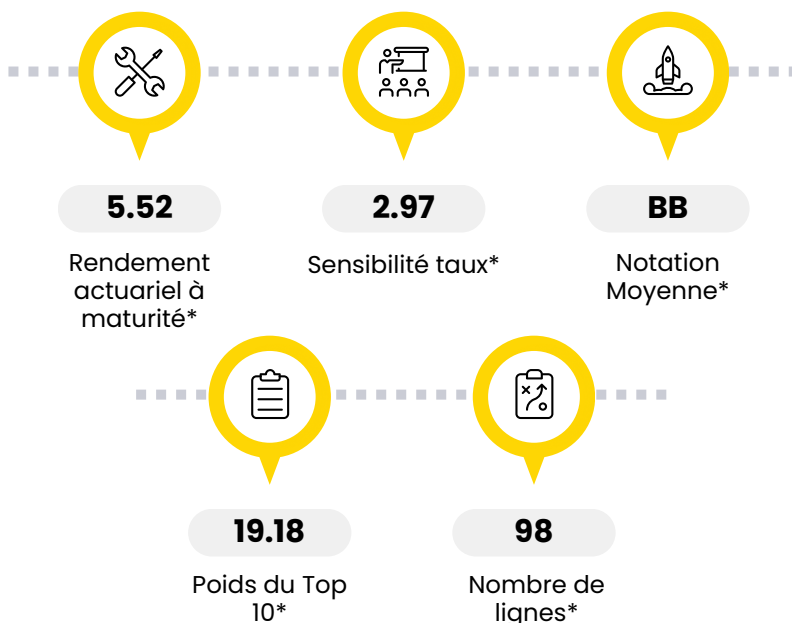 5.52
Rendement
actuariel à
maturité*
2.97
Sensibilité taux*
BB
Notation
Moyenne*
19.18
Poids du Top
10*
98
Nombre de
lignes*